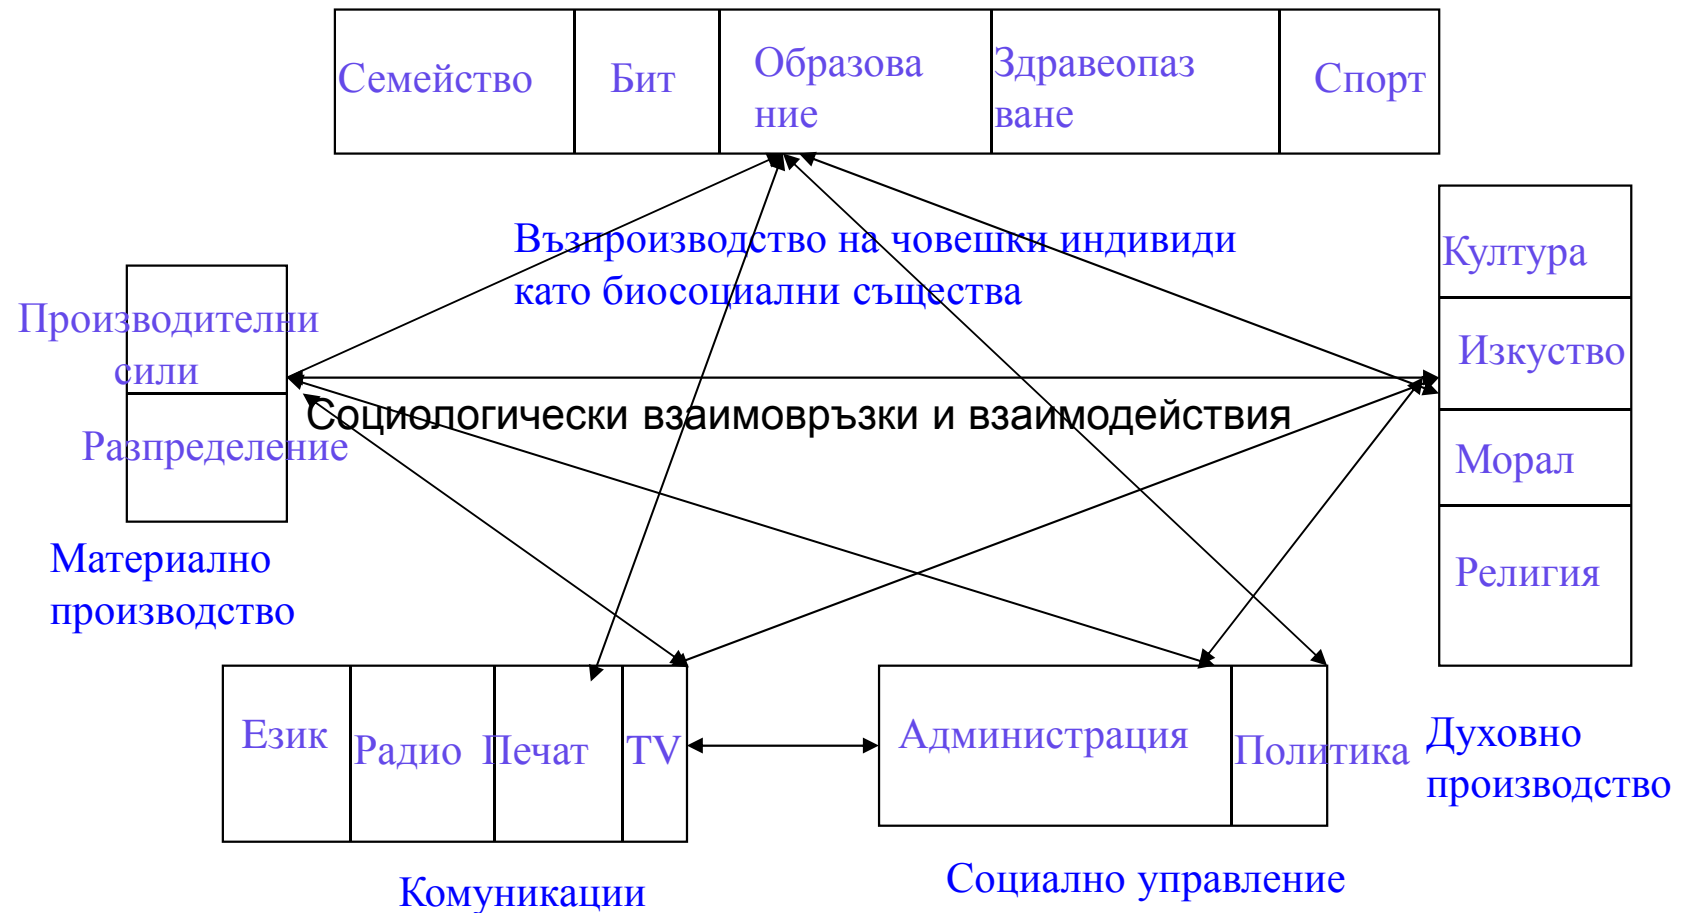 Семейство
Бит
Образова
ние
Здравеопаз
ване
Спорт
Възпроизводство на човешки индивиди
като биосоциални същества
Производителни
сили
Разпределение
Материално
производство
Социологически взаимовръзки и взаимодействия
Култура
Изкуство
Морал
Религия
Духовно
производство
Език
Радио
Печат
TV
Комуникации
Администрация
Политика
Социално управление